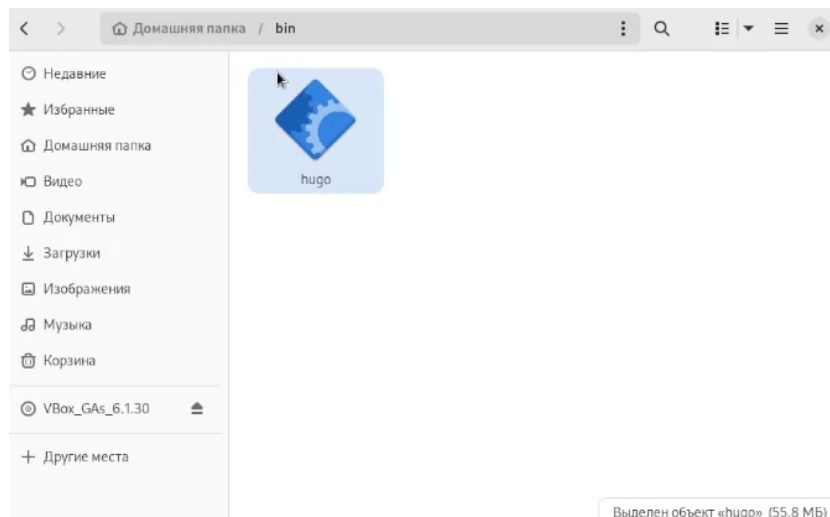 Домашняя папка / bin
Недавние
Избранные
Домашняя папка
Видео
Документы
Загрузки
Изображения
Музыка
Корзина
VBox_GAs_6.1.30
Другие места
hugo
Выделен объект «hugo» (55,8 МБ)